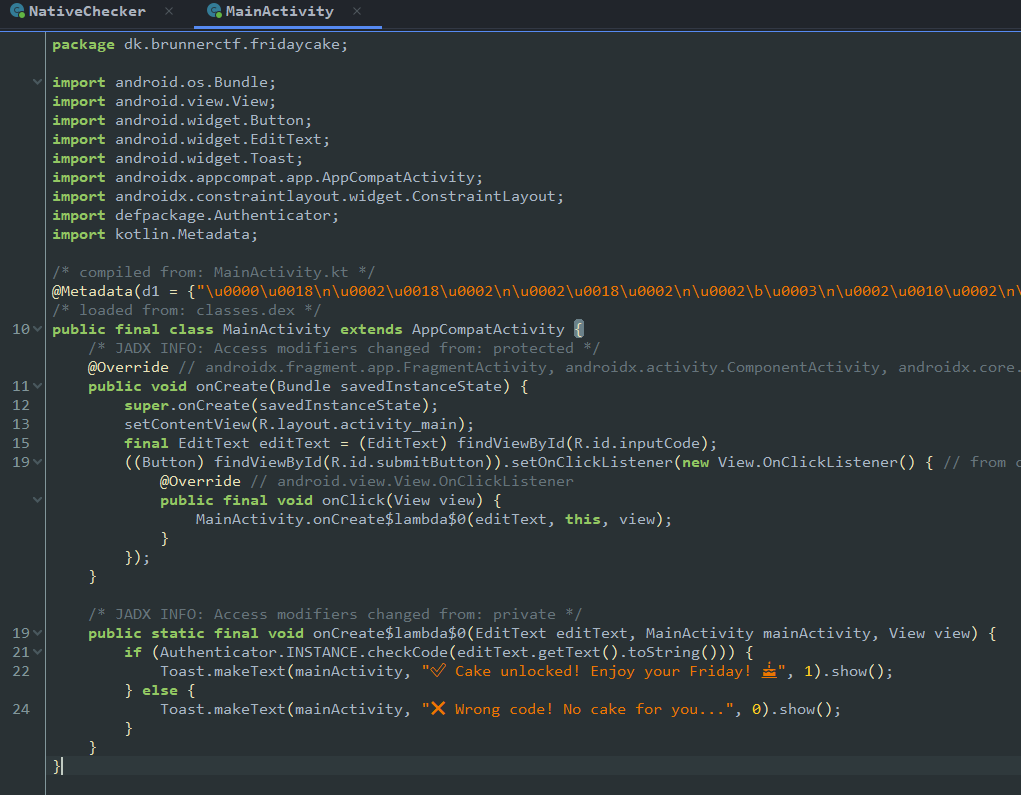 NativeChecker × MainActivity ×
package dk.brunnerctf.fridaycake;
import android.os.Bundle;
import android.view.View;
import android.widget.Button;
import android.widget.EditText;
import android.widget.Toast;
import androidx.appcompat.app.AppCompatActivity;
import androidx.constraintlayout.widget.ConstraintLayout;
import defpackage.Authenticator;
import kotlin.Metadata;
/* compiled from: MainActivity.kt */
@Metadata(d1 = {"\u0000\u0018\n\u0002\u0018\u0002\n\u0002\u0018\u0002\n\u0002\b\u0003\n\u0002\u0010\u0002\n\
/* loaded from: classes.dex */
10 public final class MainActivity extends AppCompatActivity {
/* JADX INFO: Access modifiers changed from: protected */
@Override // androidx.fragment.app.FragmentActivity, androidx.activity.ComponentActivity, androidx.core.
11 public void onCreate(Bundle savedInstanceState) {
12 super.onCreate(savedInstanceState);
13 setContentView(R.layout.activity_main);
15 final EditText editText = (EditText) findViewById(R.id.inputCode);
19 ((Button) findViewById(R.id.submitButton)).setOnClickListener(new View.OnClickListener() { // from
@Override // android.view.View.OnClickListener
public final void onClick(View view) {
MainActivity.onCreate$lambda$0(editText, this, view);
}
});
}
/* JADX INFO: Access modifiers changed from: private */
19 public static final void onCreate$lambda$0(EditText editText, MainActivity mainActivity, View view) {
21 if (Authenticator.INSTANCE.checkCode(editText.getText().toString())) {
22 Toast.makeText(mainActivity, "✅ Cake unlocked! Enjoy your Friday! 🎂", 1).show();
} else {
24 Toast.makeText(mainActivity, "❌ Wrong code! No cake for you...", 0).show();
}
}
}